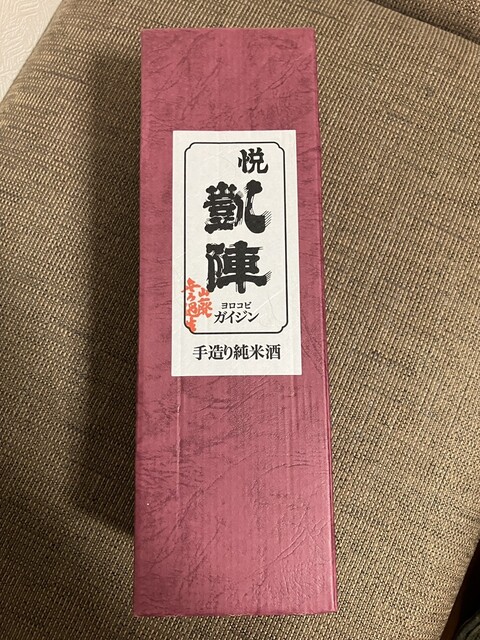 悦
凱陣
ヨロコビ
ガイジン
手造り純米酒